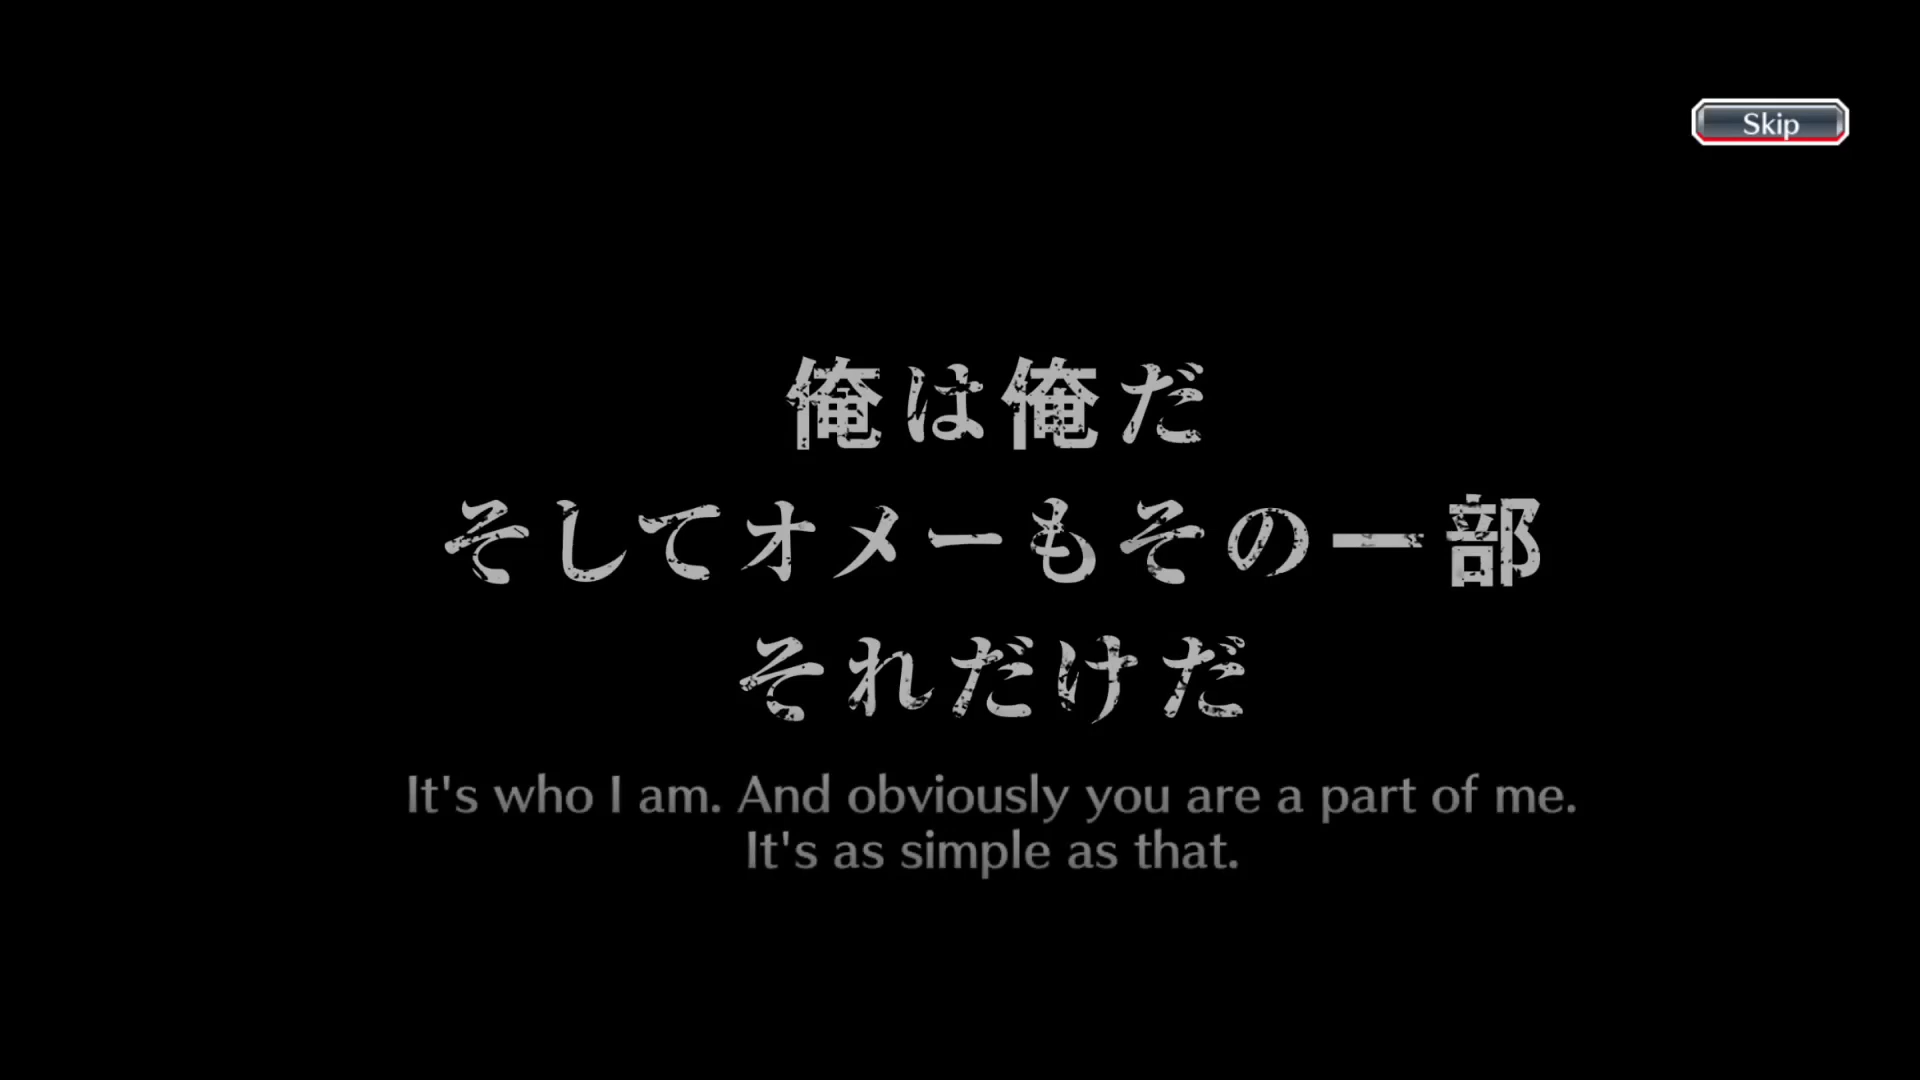 Skip
俺は俺だ
そしてオメーもその一部
それだけだ
It's who I am. And obviously you are a part of me.
It's as simple as that.